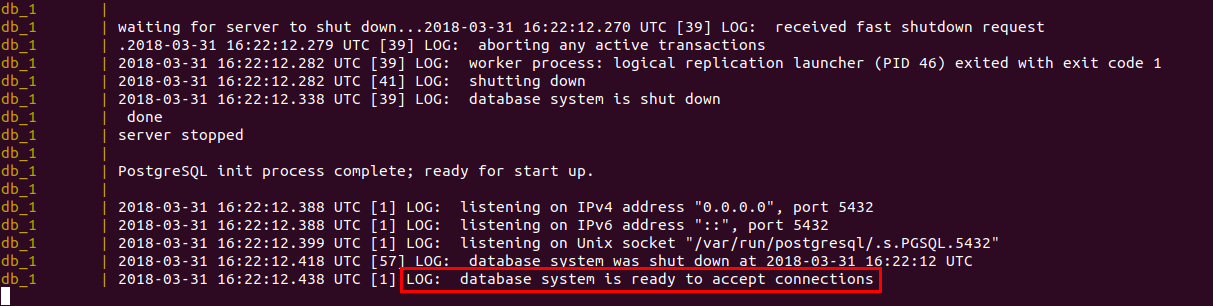 db_1 |
db_1 | waiting for server to shut down...2018-03-31 16:22:12.270 UTC [39] LOG:  received fast shutdown request
db_1 | .2018-03-31 16:22:12.279 UTC [39] LOG:  aborting any active transactions
db_1 | 2018-03-31 16:22:12.282 UTC [39] LOG:  worker process: logical replication launcher (PID 46) exited with exit code 1
db_1 | 2018-03-31 16:22:12.282 UTC [41] LOG:  shutting down
db_1 | 2018-03-31 16:22:12.338 UTC [39] LOG:  database system is shut down
db_1 |  done
db_1 | server stopped
db_1 |
db_1 | PostgreSQL init process complete; ready for start up.
db_1 |
db_1 | 2018-03-31 16:22:12.388 UTC [1] LOG:  listening on IPv4 address "0.0.0.0", port 5432
db_1 | 2018-03-31 16:22:12.388 UTC [1] LOG:  listening on IPv6 address "::", port 5432
db_1 | 2018-03-31 16:22:12.399 UTC [1] LOG:  listening on Unix socket "/var/run/postgresql/.s.PGSQL.5432"
db_1 | 2018-03-31 16:22:12.418 UTC [57] LOG:  database system was shut down at 2018-03-31 16:22:12 UTC
db_1 | 2018-03-31 16:22:12.438 UTC [1] LOG:  database system is ready to accept connections